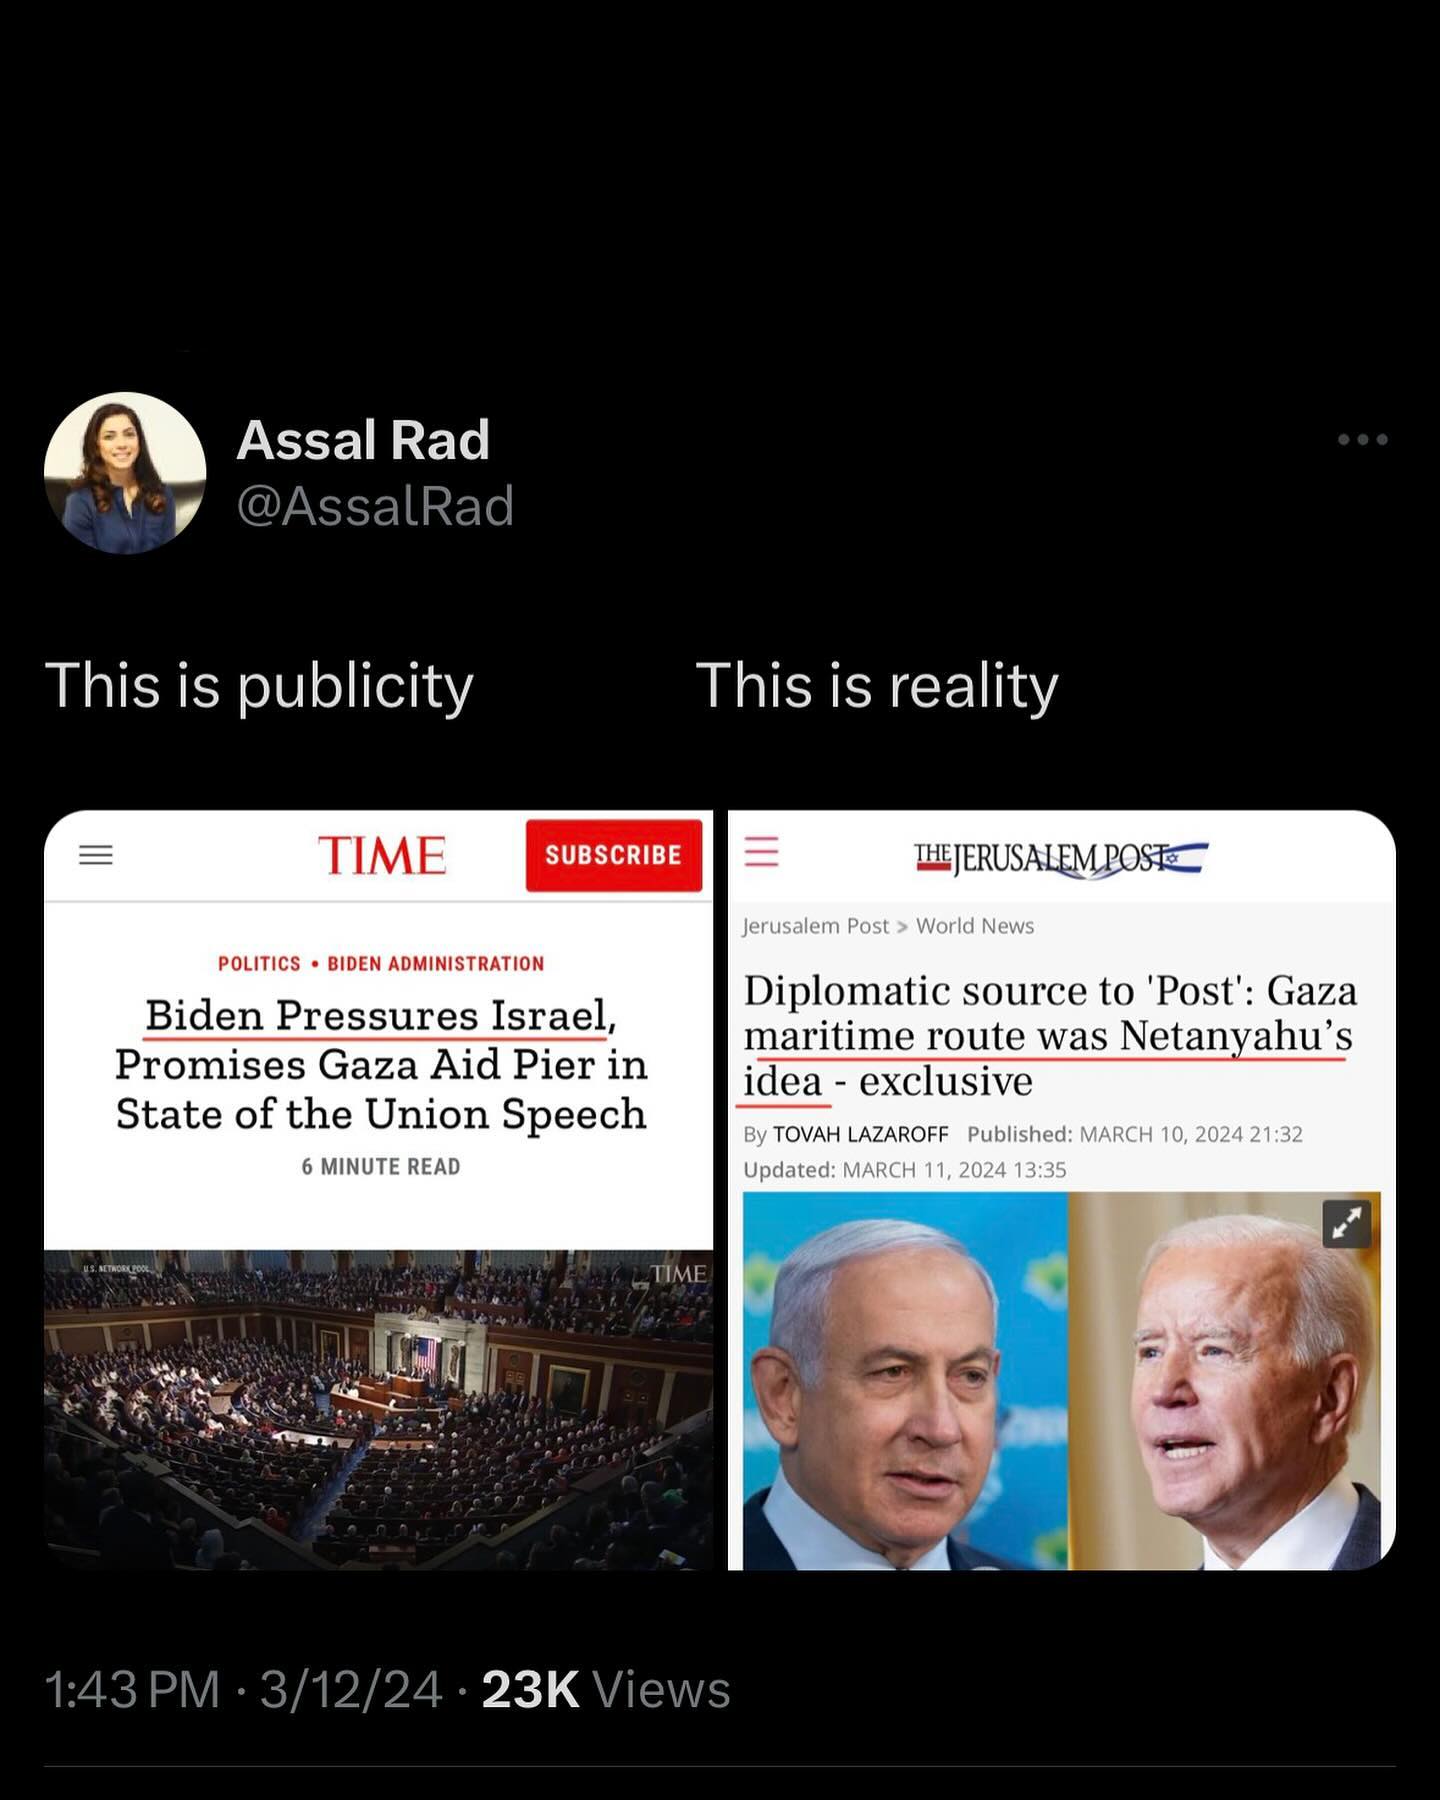 Assal Rad
@AssalRad
This is publicity
This is reality
TIME
SUBSCRIBE
POLITICS • BIDEN ADMINISTRATION
Biden Pressures Israel,
Promises Gaza Aid Pier in
State of the Union Speech
6 MINUTE READ
U.S. NETWORK POOL
TIME
THE JERUSALEM POST
Jerusalem Post > World News
Diplomatic source to 'Post': Gaza
maritime route was Netanyahu’s
idea - exclusive
By TOVAH LAZAROFF Published: MARCH 10, 2024 21:32
Updated: MARCH 11, 2024 13:35
1:43 PM · 3/12/24 · 23K Views